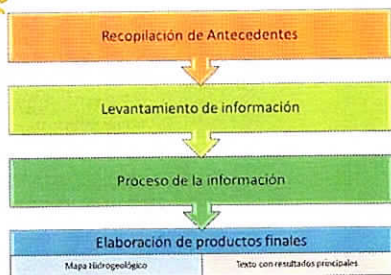 Recopilación de Antecedentes
Levantamiento de información
Proceso de la información
Elaboración de productos finales
Mapa Hidrogeológico
Texto con resultados principales